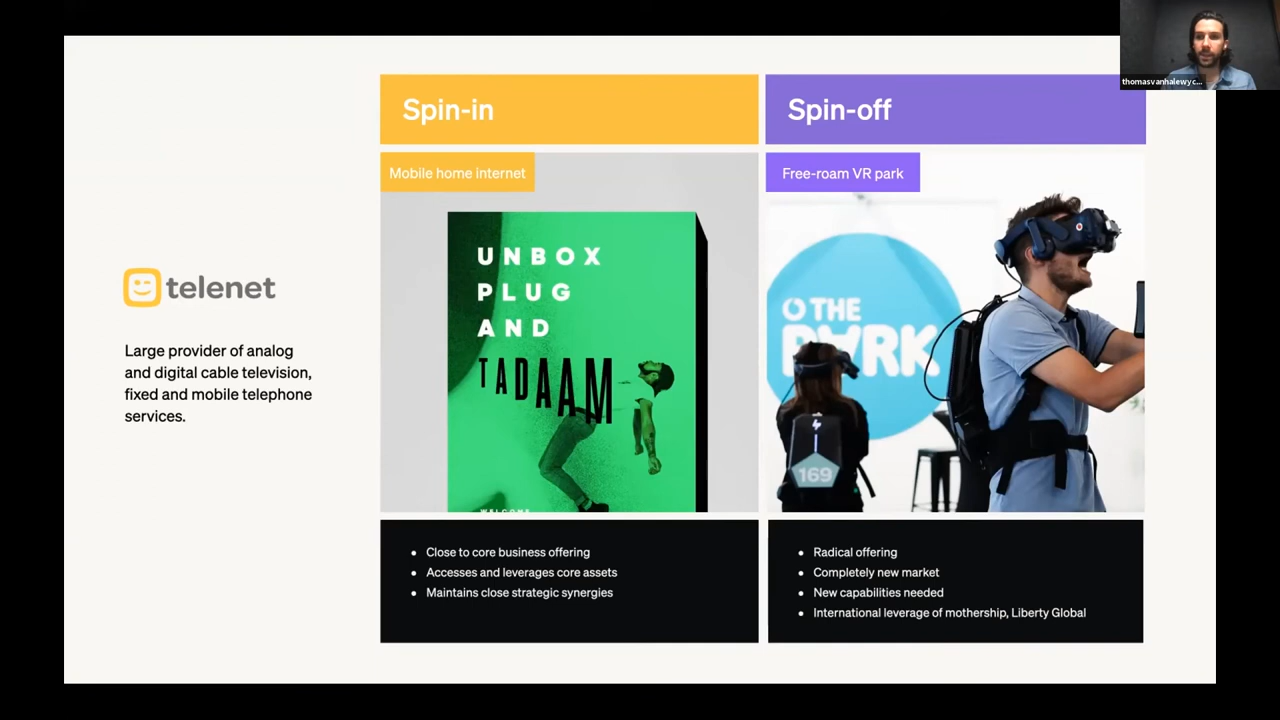 thomasvanhalewyc...
Spin-in
Spin-off
Mobile home internet
Free-roam VR park
UNBOX
PLUG
AND
TADAAM
WELCOME
THE
PARK
169
telenet
Large provider of analog
and digital cable television,
fixed and mobile telephone
services.
• Close to core business offering
• Accesses and leverages core assets
• Maintains close strategic synergies
• Radical offering
• Completely new market
• New capabilities needed
• International leverage of mothership, Liberty Global